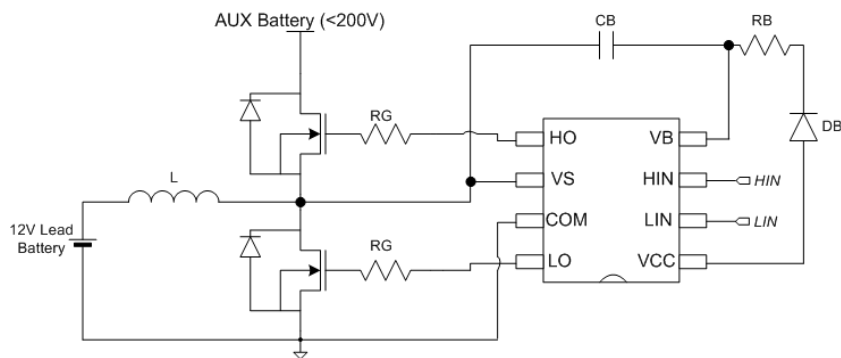 AUX Battery (<200V)
CB
RB
RG
DB
HO
VB
VS
HIN
HIN
L
COM
LIN
LIN
12V Lead
Battery
RG
LO
VCC